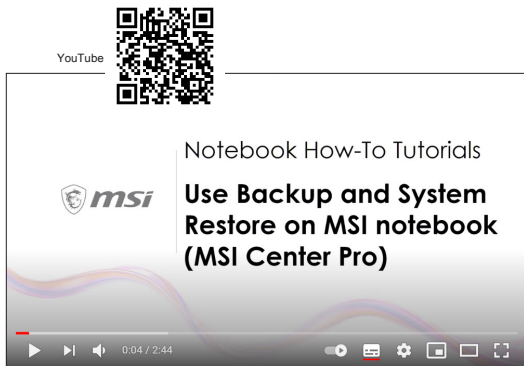 YouTube
Notebook How-To Tutorials
msi
Use Backup and System
Restore on MSI notebook
(MSI Center Pro)
0:04 / 2:44